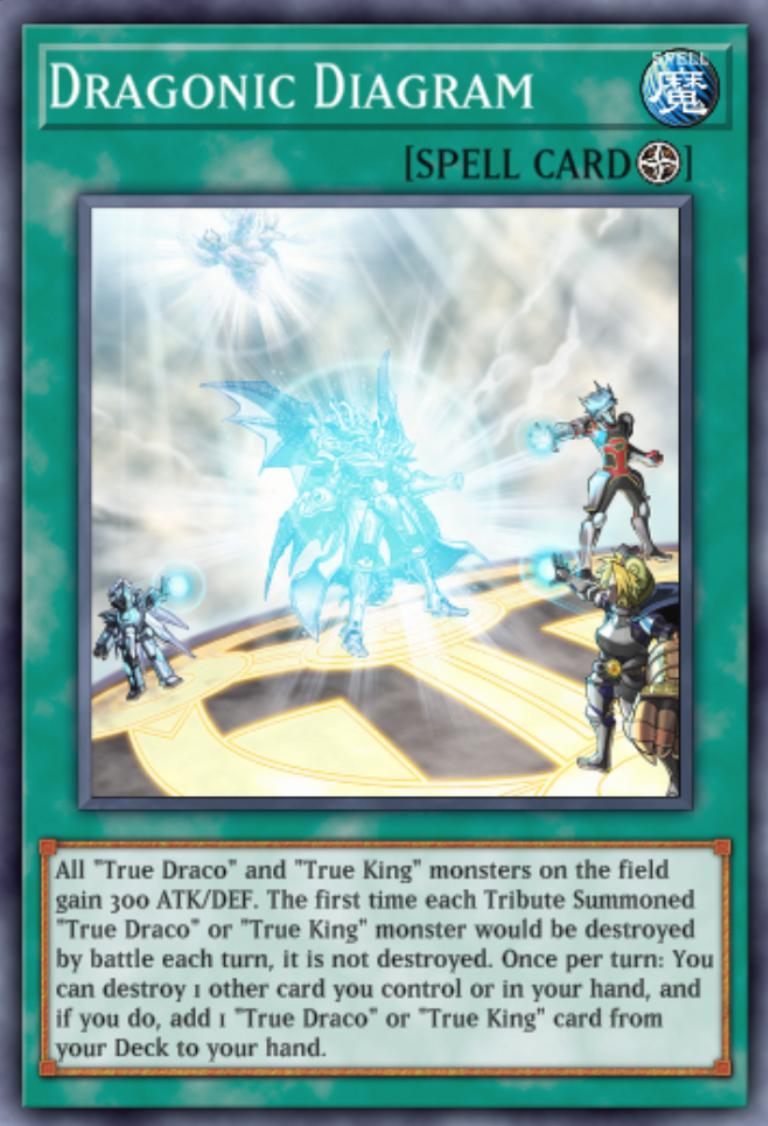 Dragonic Diagram
SPELL
魔
[SPELL CARD]
All "True Draco" and "True King" monsters on the field
gain 300 ATK/DEF. The first time each Tribute Summoned
"True Draco" or "True King" monster would be destroyed
by battle each turn, it is not destroyed. Once per turn: You
can destroy 1 other card you control or in your hand, and
if you do, add 1 "True Draco" or "True King" card from
your Deck to your hand.